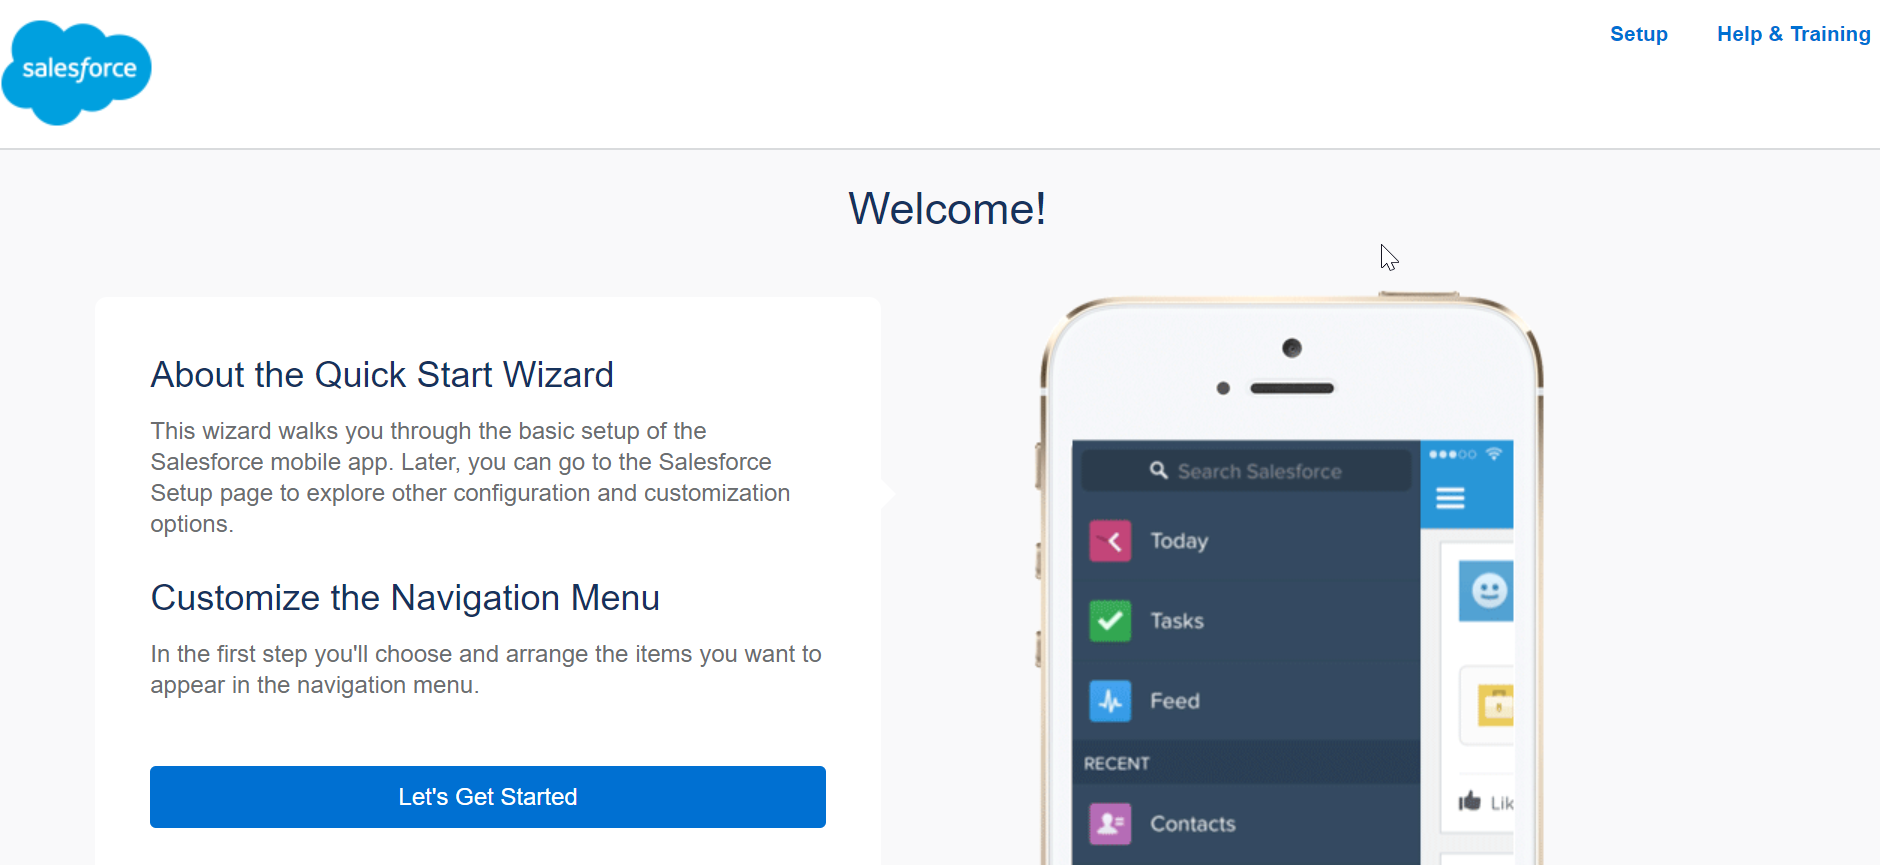 salesforce
Setup
Help & Training
Welcome!
About the Quick Start Wizard
This wizard walks you through the basic setup of the
Salesforce mobile app. Later, you can go to the Salesforce
Setup page to explore other configuration and customization
options.
Customize the Navigation Menu
In the first step you'll choose and arrange the items you want to
appear in the navigation menu.
Let's Get Started
Search Salesforce
Today
Tasks
Feed
RECENT
Contacts
Lik